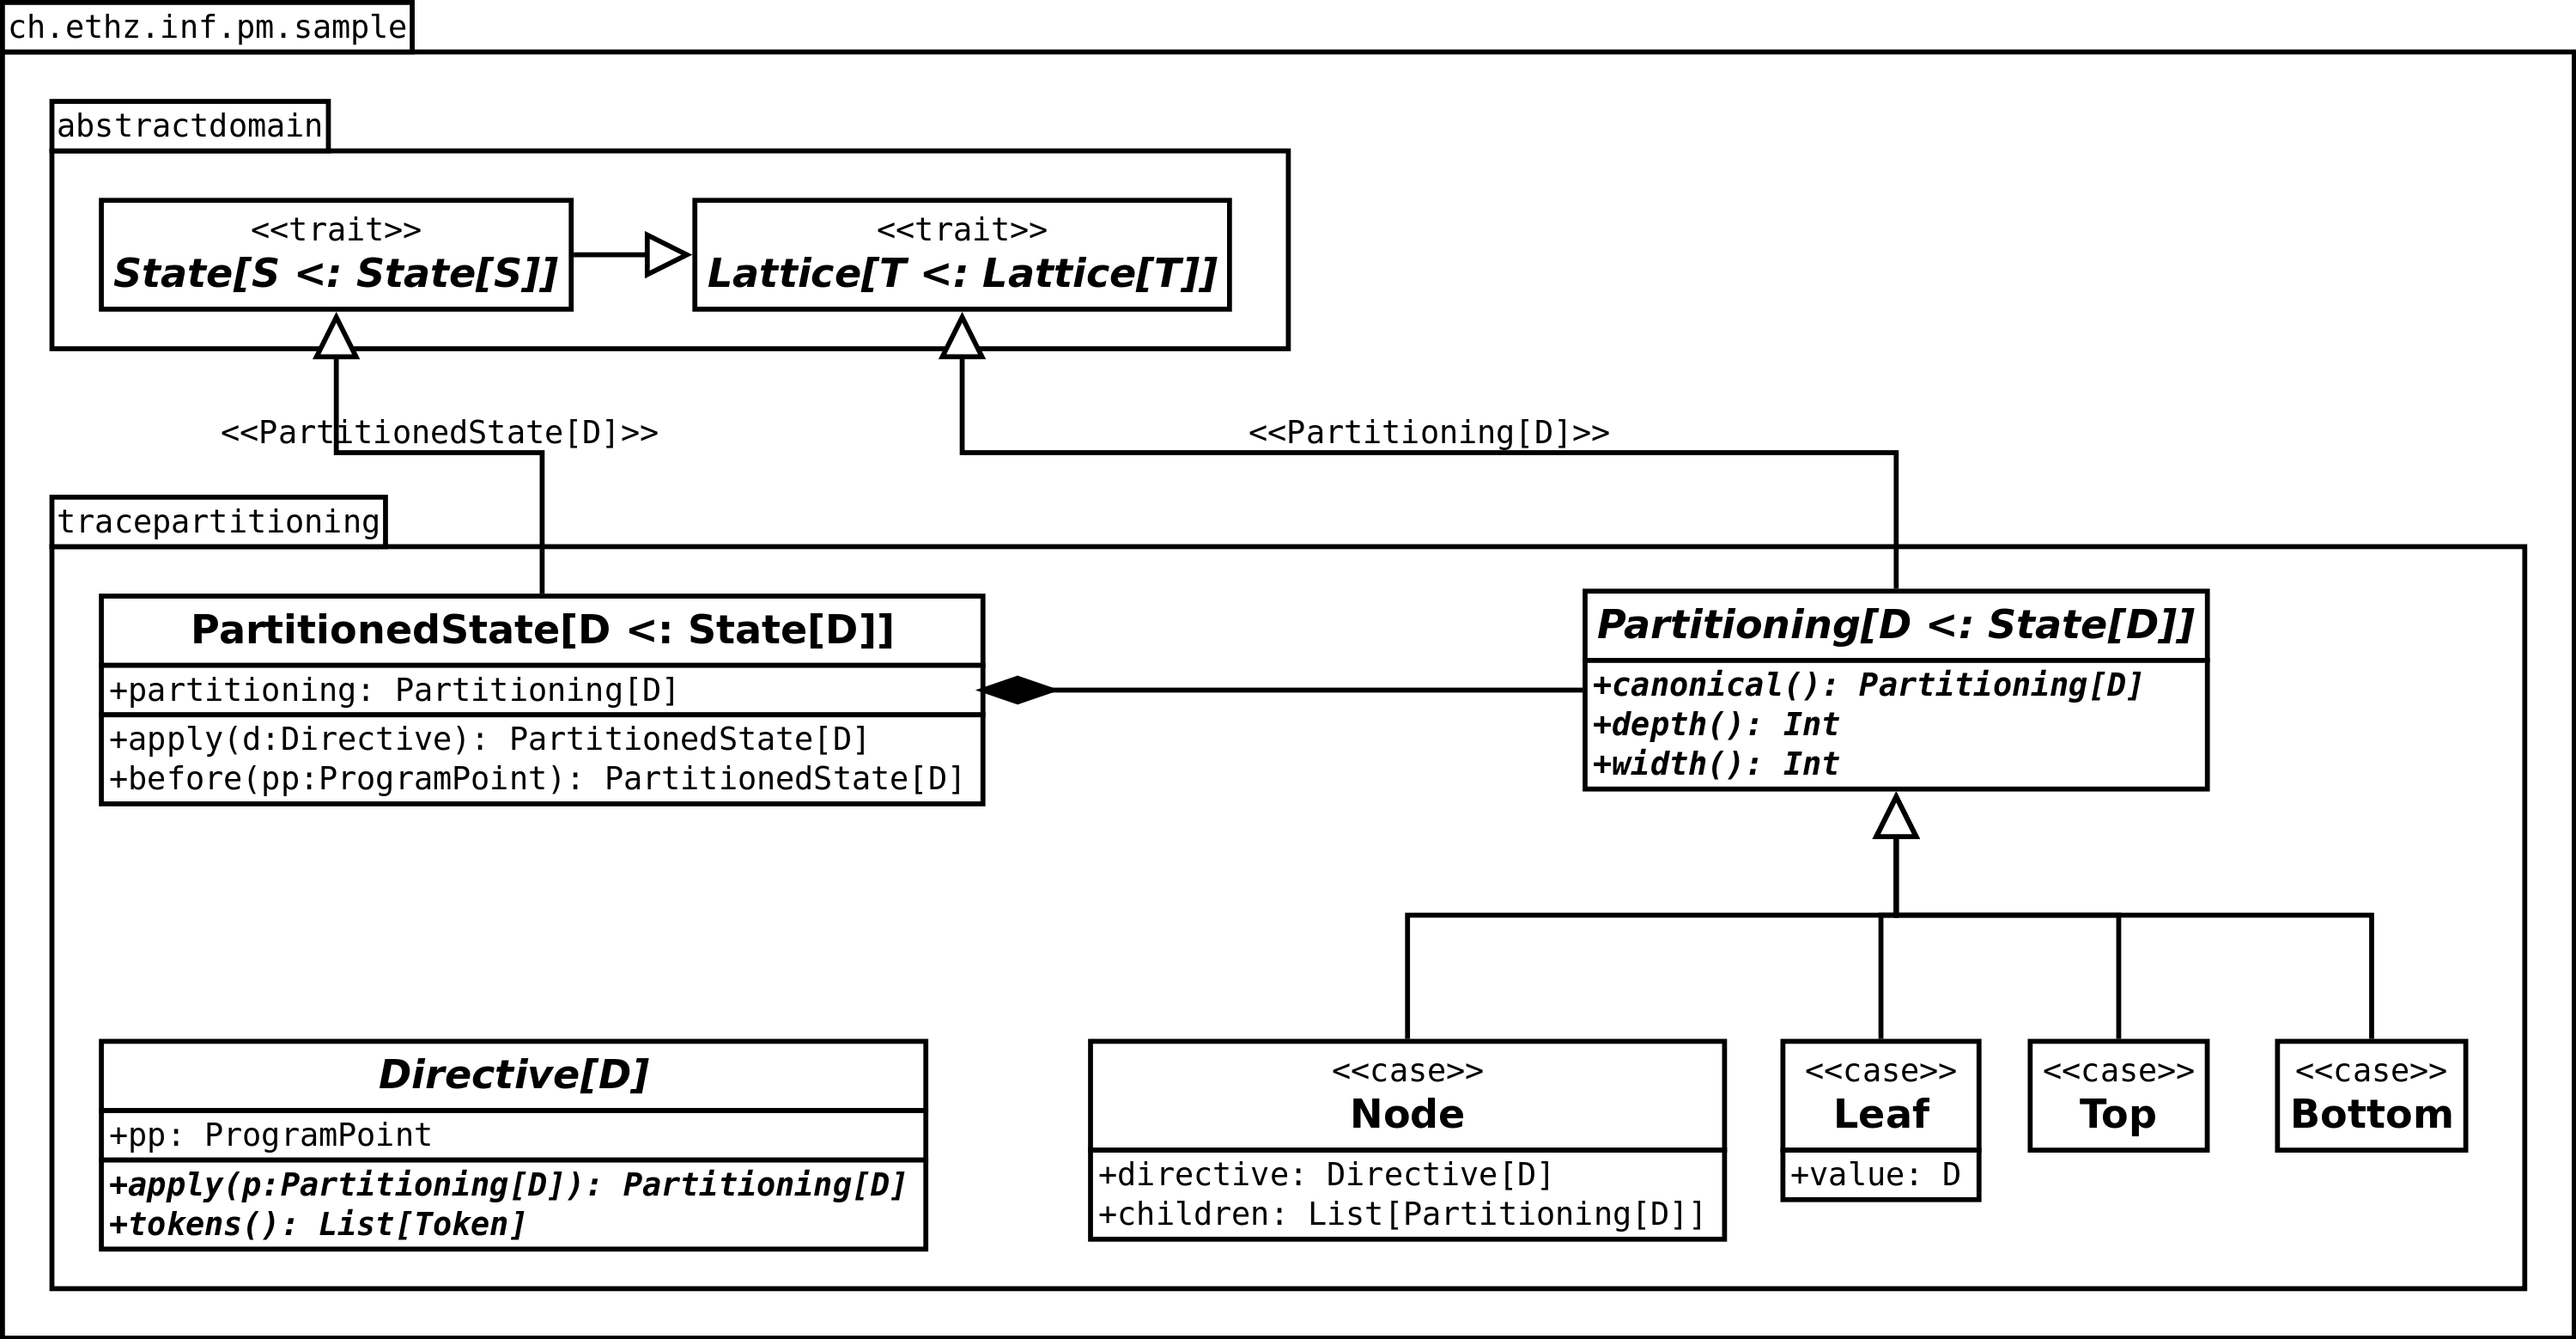 ch.ethz.inf.pm.sample
abstractdomain
<<trait>>
State[S <: State[S]]
<<trait>>
Lattice[T <: Lattice[T]]
<<PartitionedState[D]>>
<<Partitioning[D]>>
tracepartitioning
PartitionedState[D <: State[D]]
+partitioning: Partitioning[D]
+apply(d:Directive): PartitionedState[D]
+before(pp:ProgramPoint): PartitionedState[D]
Partitioning[D <: State[D]]
+canonical(): Partitioning[D]
+depth(): Int
+width(): Int
Directive[D]
+pp: ProgramPoint
+apply(p:Partitioning[D]): Partitioning[D]
+tokens(): List[Token]
<<case>>
Node
+directive: Directive[D]
+children: List[Partitioning[D]]
<<case>>
Leaf
+value: D
<<case>>
Top
<<case>>
Bottom